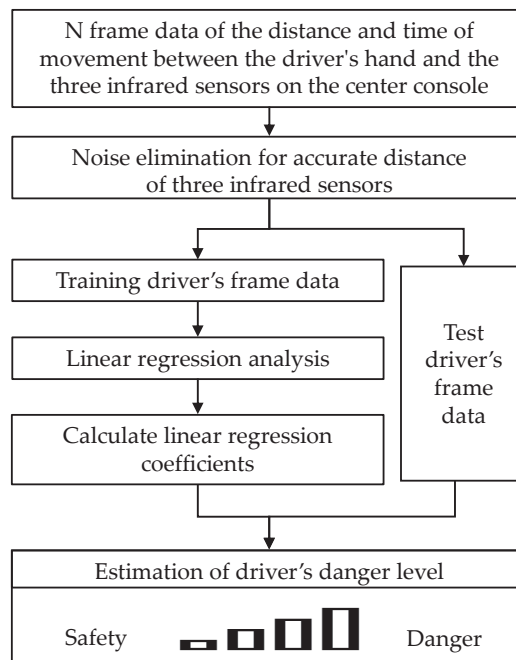 N frame data of the distance and time of
movement between the driver's hand and the
three infrared sensors on the center console
Noise elimination for accurate distance
of three infrared sensors
Training driver’s frame data
Linear regression analysis
Calculate linear regression
coefficients
Test
driver’s
frame
data
Estimation of driver’s danger level
Safety
Danger